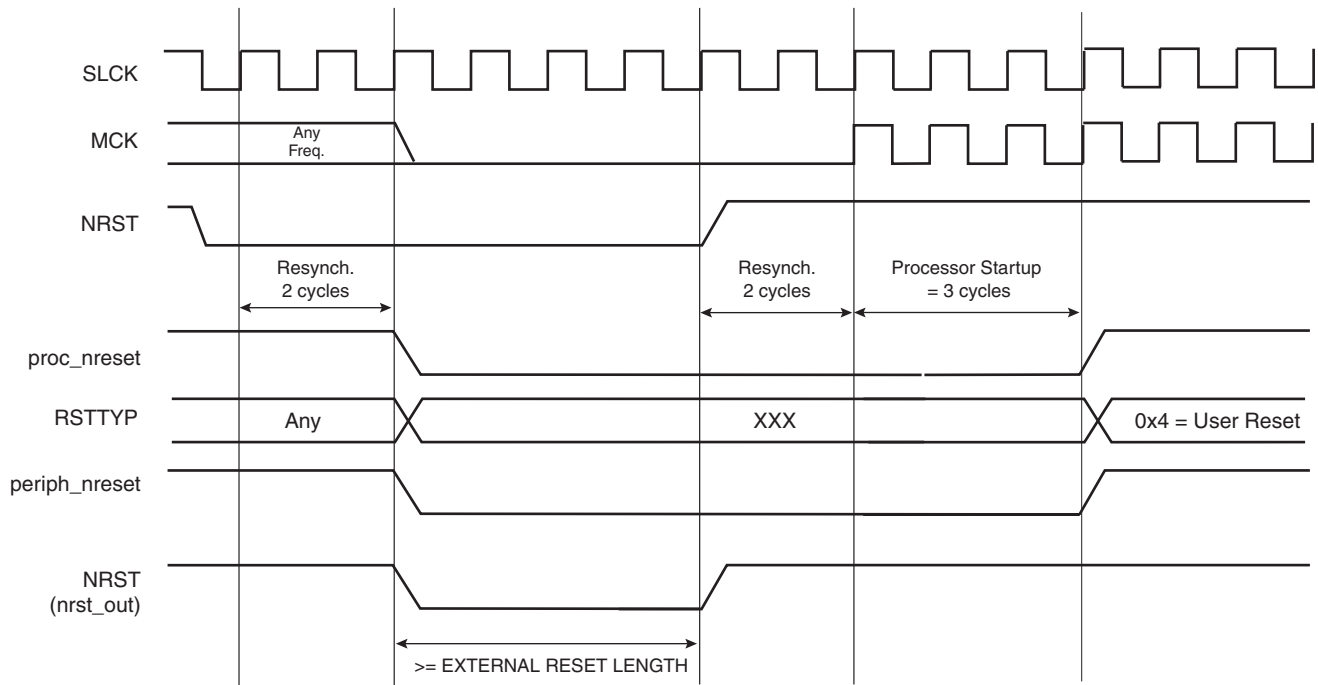 SLCK
MCK
Any
Freq.
NRST
Resynch.
2 cycles
Resynch.
2 cycles
Processor Startup
= 3 cycles
proc_nreset
RSTTYP
Any
XXX
0x4 = User Reset
periph_nreset
NRST
(nrst_out)
>= EXTERNAL RESET LENGTH